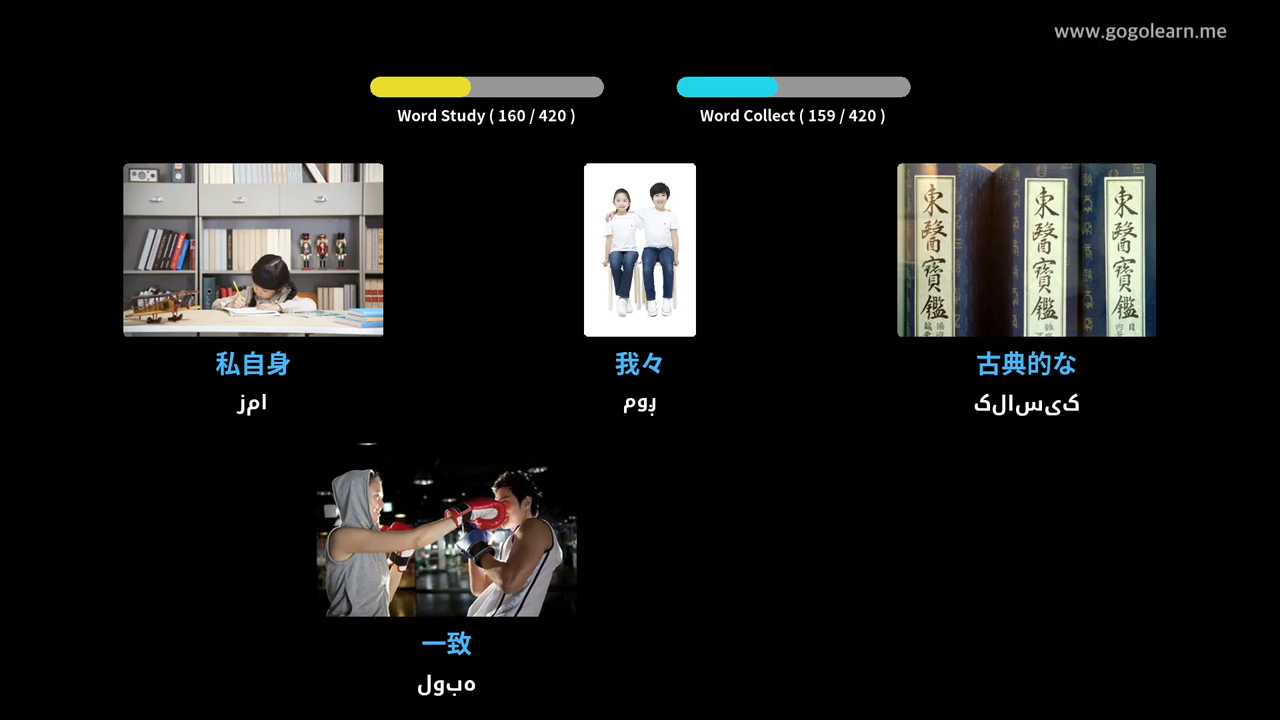 www.gogolearn.me
Word Study ( 160 / 420 )
Word Collect ( 159 / 420 )
東醫寶鑑
東醫寶鑑
東醫寶鑑
私自身
امز
我々
ږوم
古典的な
کیسالک
一致
هبول